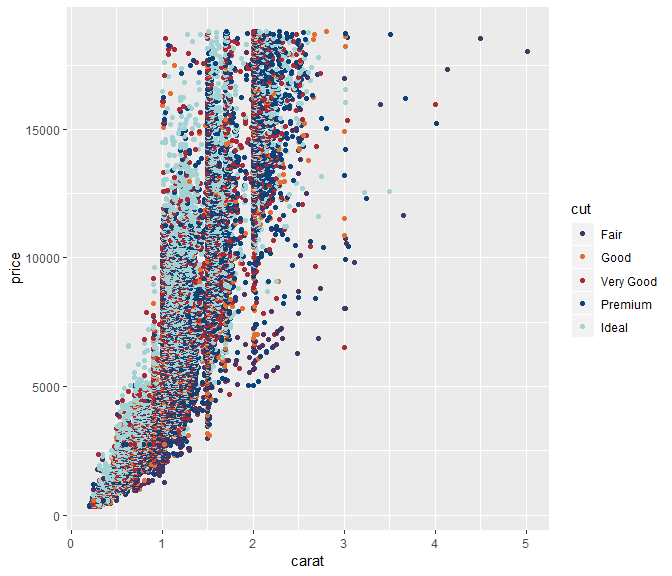 price
15000
10000
5000
0
0
1
2
3
4
5
carat
cut
Fair
Good
Very Good
Premium
Ideal